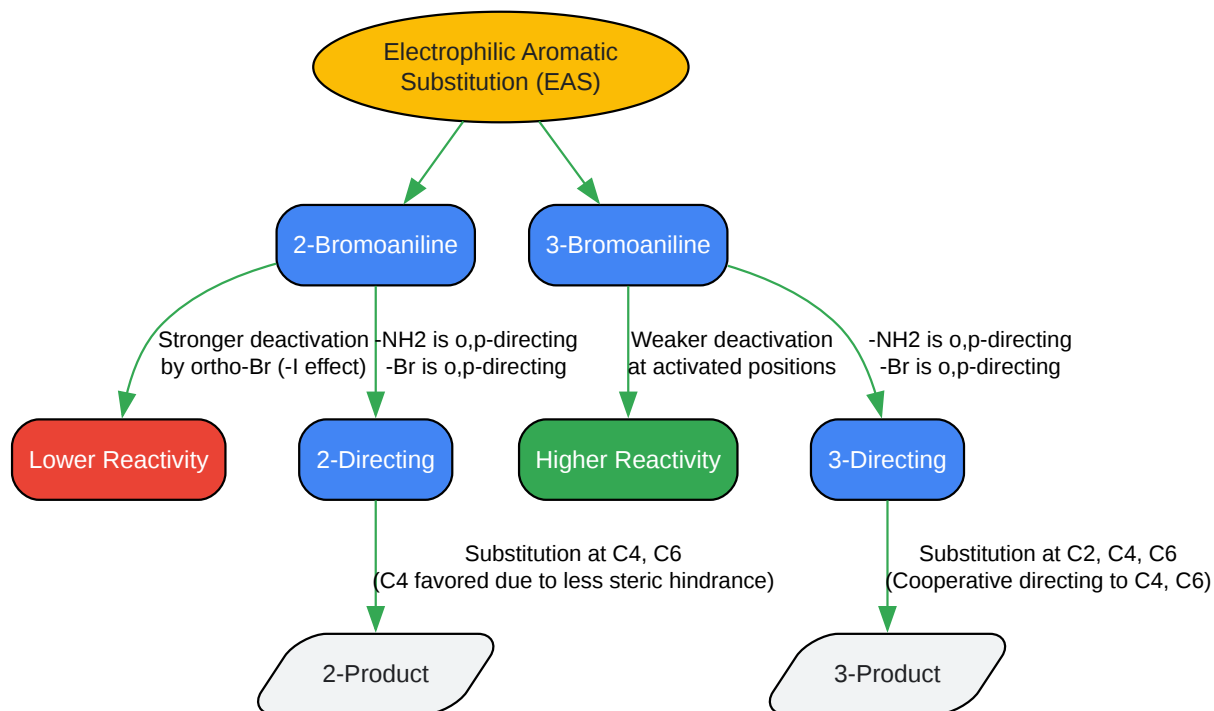 Electrophilic Aromatic
Substitution (EAS)
2-Bromoaniline
3-Bromoaniline
Stronger deactivation
by ortho-Br (-I effect)
-NH2 is o,p-directing
-Br is o,p-directing
Weaker deactivation
at activated positions
-NH2 is o,p-directing
-Br is o,p-directing
Lower Reactivity
2-Directing
Higher Reactivity
3-Directing
Substitution at C4, C6
(C4 favored due to less steric hindrance)
Substitution at C2, C4, C6
(Cooperative directing to C4, C6)
2-Product
3-Product